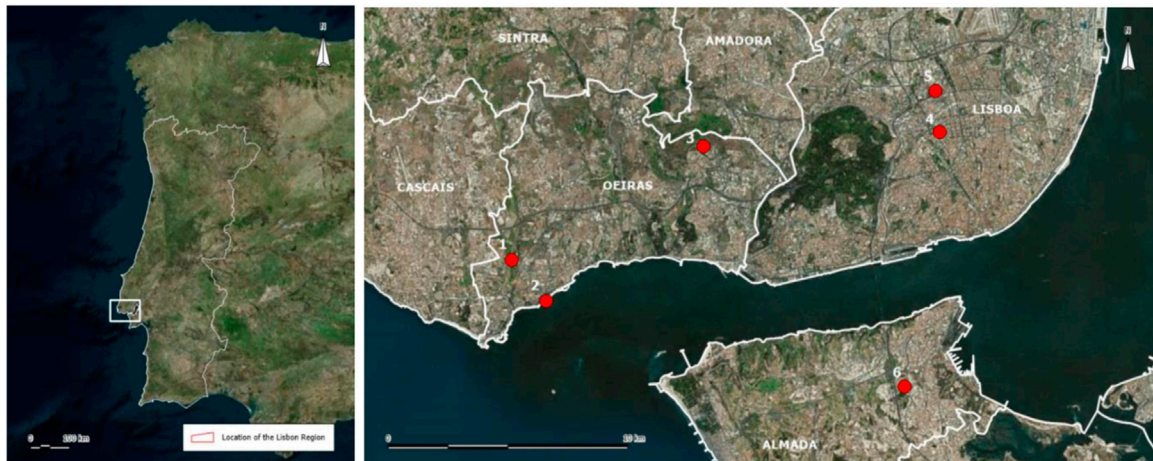 N
0 100 km
Location of the Lisbon Region
SINTRA
AMADORA
N
5
LISBOA
4
3
CASCAIS
OEIRAS
1
2
6
0 10 km
ALMADA